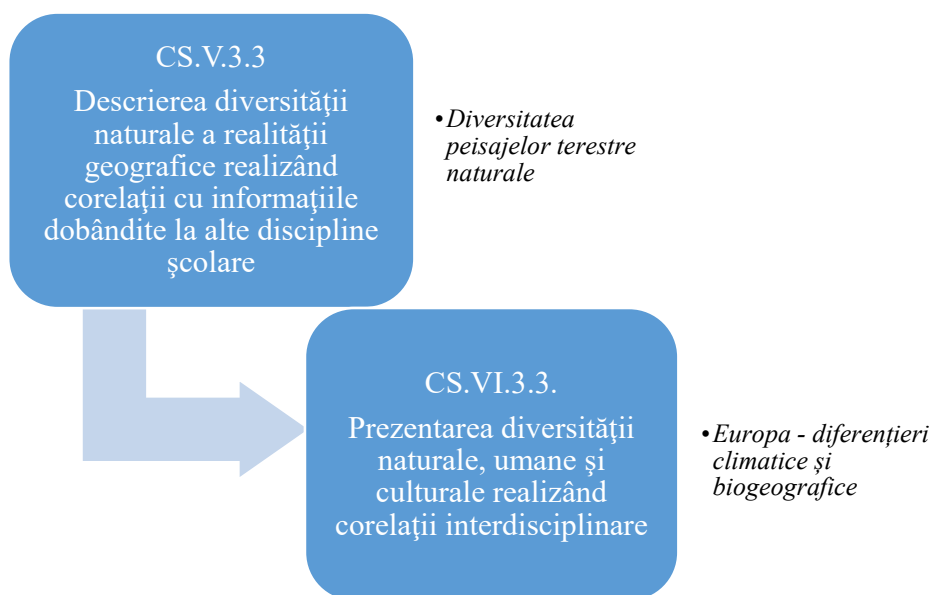 CS.V.3.3
Descrierea diversităţii
naturale a realităţii
geografice realizând
corelaţii cu informaţiile
dobândite la alte discipline
şcolare
•Diversitatea
peisajelor terestre
naturale
CS.VI.3.3.
Prezentarea diversităţii
naturale, umane şi
culturale realizând
corelaţii interdisciplinare
•Europa - diferențieri
climatice și
biogeografice